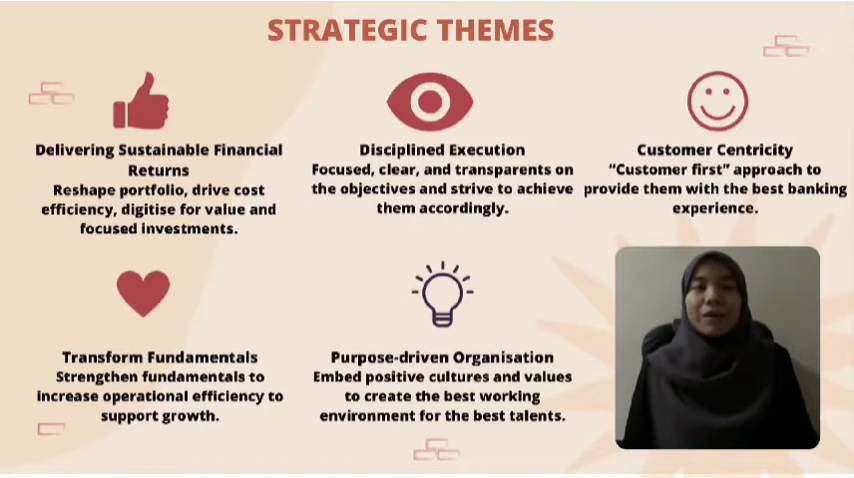 STRATEGIC THEMES
Delivering Sustainable Financial
Returns
Reshape portfolio, drive cost
efficiency, digitise for value and
focused investments.
Disciplined Execution
Focused, clear, and transparents on
the objectives and strive to achieve
them accordingly.
Customer Centricity
“Customer first” approach to
provide them with the best banking
experience.
Transform Fundamentals
Strengthen fundamentals to
increase operational efficiency to
support growth.
Purpose-driven Organisation
Embed positive cultures and values
to create the best working
environment for the best talents.